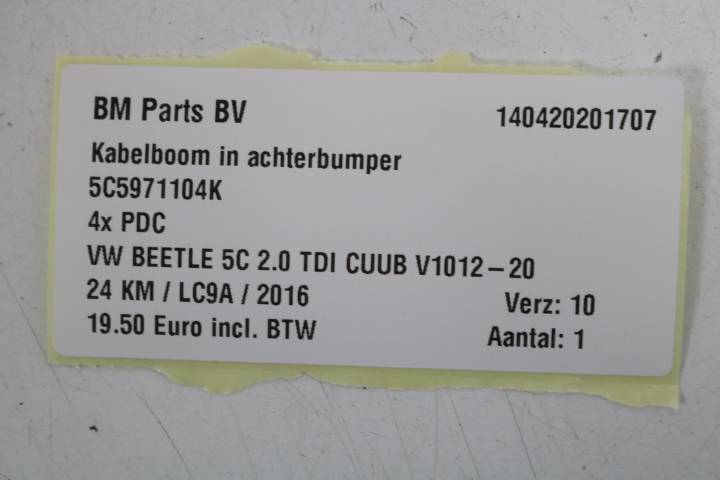 BM Parts BV 140420201707
Kabelboom in achterbumper
5C5971104K
4x PDC
VW BEETLE 5C 2.0 TDI CUUB V1012-20
24 KM / LC9A / 2016 Verz: 10
19.50 Euro incl. BTW Aantal: 1